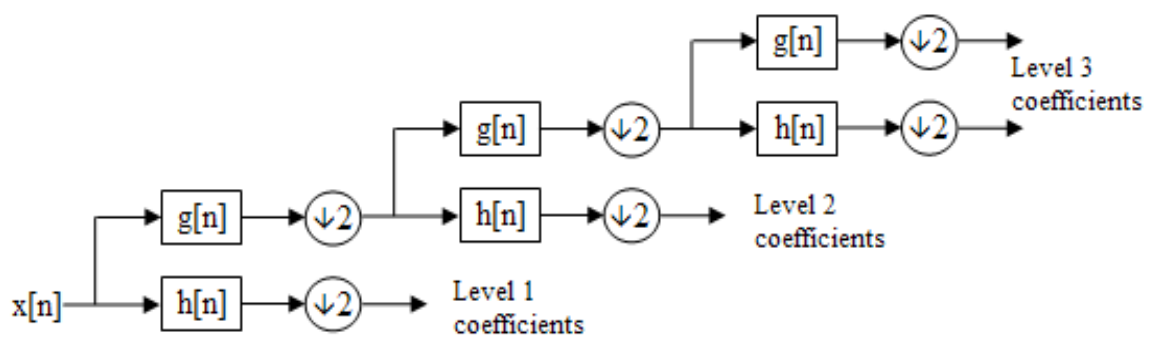 g[n]
↓2
Level 3
coefficients
h[n]
↓2
g[n]
↓2
h[n]
↓2
Level 2
coefficients
g[n]
↓2
x[n]
h[n]
↓2
Level 1
coefficients